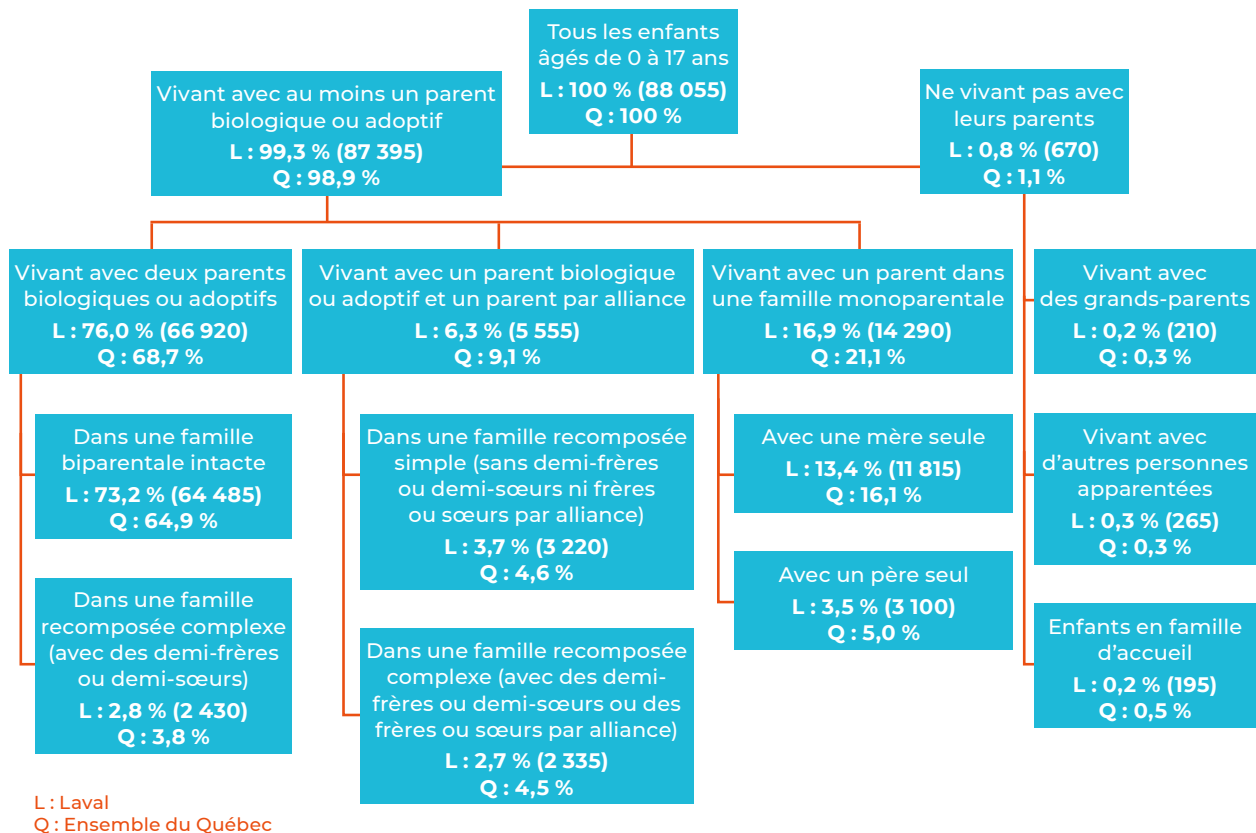 Tous les enfants
âgés de 0 à 17 ans
L : 100 % (88 055)
Q : 100 %
Vivant avec au moins un parent
biologique ou adoptif
L : 99,3 % (87 395)
Q : 98,9 %
Ne vivant pas avec
leurs parents
L : 0,8 % (670)
Q : 1,1 %
Vivant avec deux parents
biologiques ou adoptifs
L : 76,0 % (66 920)
Q : 68,7 %
Vivant avec un parent biologique
ou adoptif et un parent par alliance
L : 6,3 % (5 555)
Q : 9,1 %
Vivant avec un parent dans
une famille monoparentale
L : 16,9 % (14 290)
Q : 21,1 %
Vivant avec
des grands-parents
L : 0,2 % (210)
Q : 0,3 %
Dans une famille
biparentale intacte
L : 73,2 % (64 485)
Q : 64,9 %
Dans une famille recomposée
simple (sans demi-frères
ou demi-sœurs ni frères
ou sœurs par alliance)
L : 3,7 % (3 220)
Q : 4,6 %
Avec une mère seule
L : 13,4 % (11 815)
Q : 16,1 %
Vivant avec
d'autres personnes
apparentées
L : 0,3 % (265)
Q : 0,3 %
Dans une famille
recomposée complexe
(avec des demi-frères
ou demi-sœurs)
L : 2,8 % (2 430)
Q : 3,8 %
Dans une famille recomposée
complexe (avec des demi-
frères ou demi-sœurs ou des
frères ou sœurs par alliance)
L : 2,7 % (2 335)
Q : 4,5 %
Avec un père seul
L : 3,5 % (3 100)
Q : 5,0 %
Enfants en famille
d'accueil
L : 0,2 % (195)
Q : 0,5 %
L : Laval
Q : Ensemble du Québec